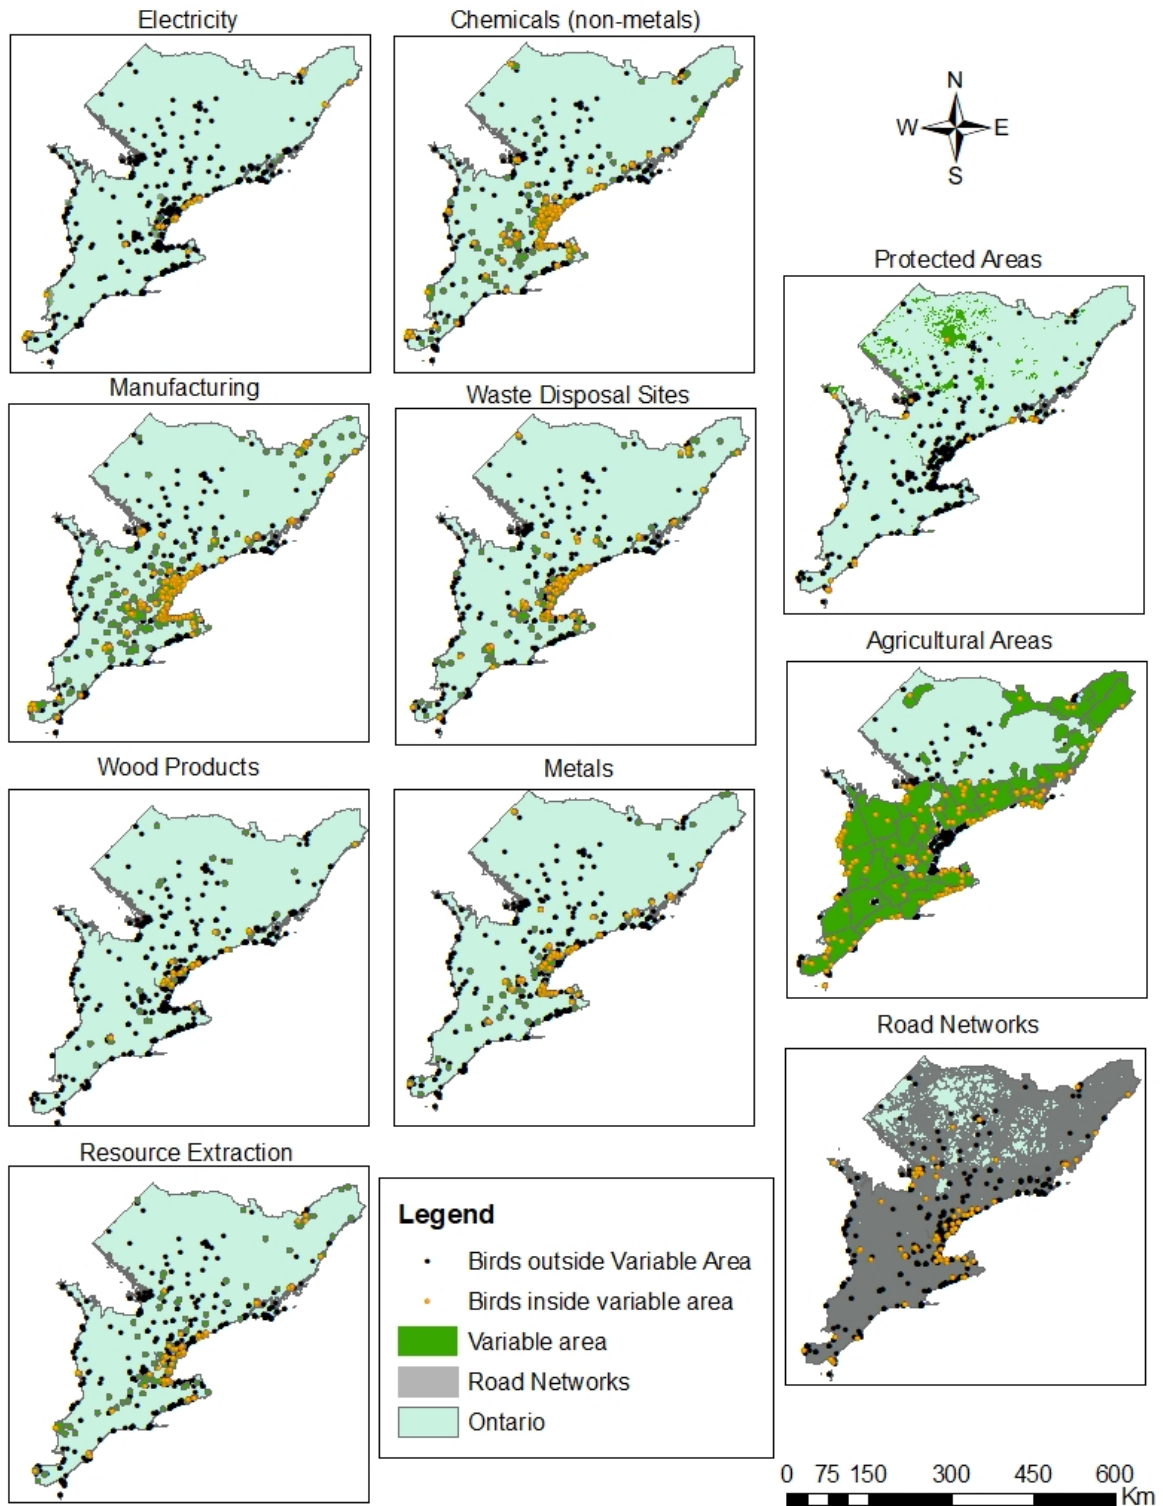 Electricity
Chemicals (non-metals)
N
W E
S
Protected Areas
Manufacturing
Waste Disposal Sites
Agricultural Areas
Wood Products
Metals
Road Networks
Resource Extraction
Legend
Birds outside Variable Area
Birds inside variable area
Variable area
Road Networks
Ontario
0 75 150 300 450 600
Km